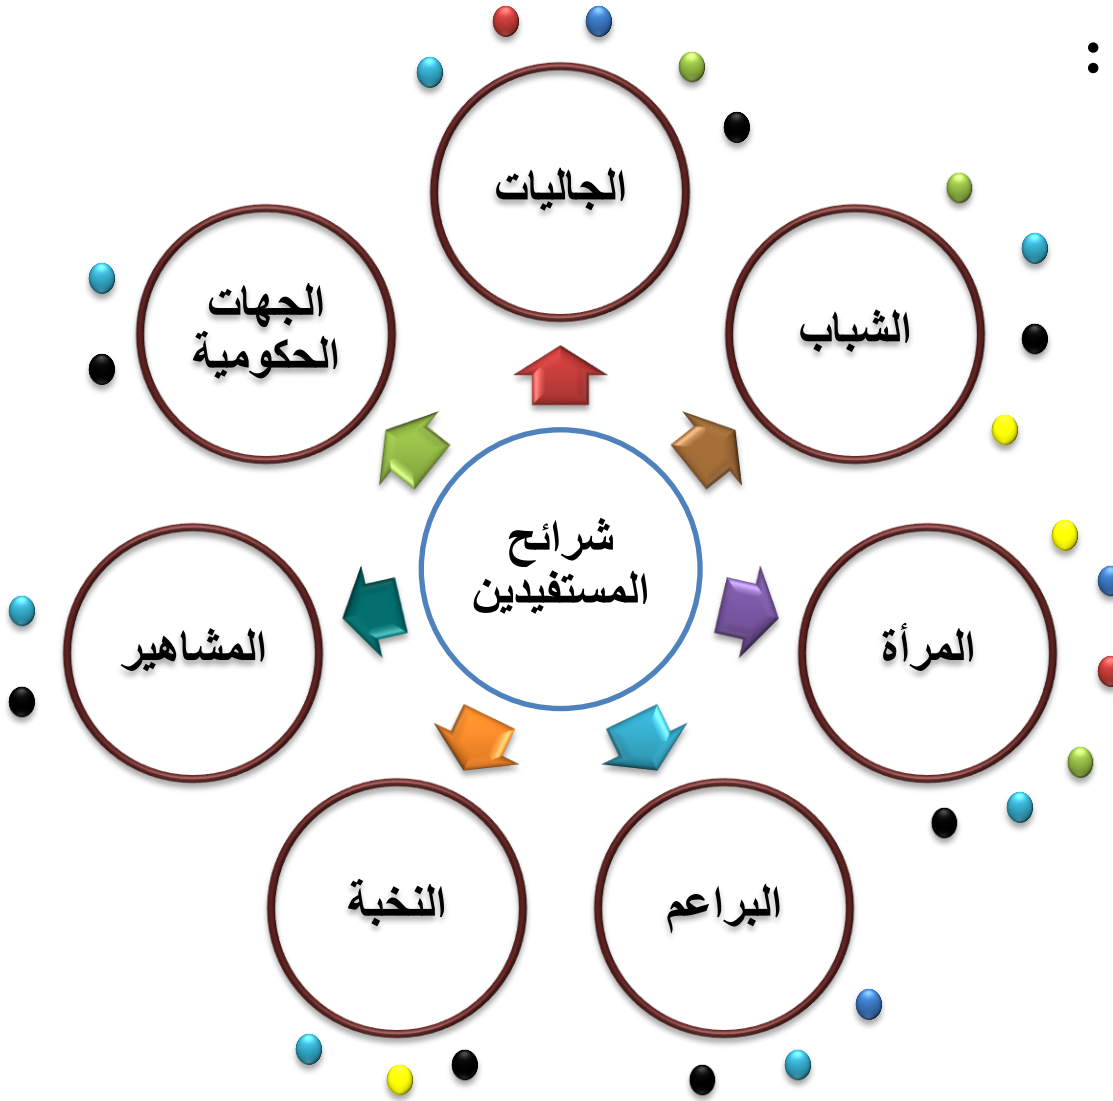 :
الجاليات
الشباب
الجهات
الحكومية
شرائح
المستفيدين
المرأة
المشاهير
البراعم
النخبة